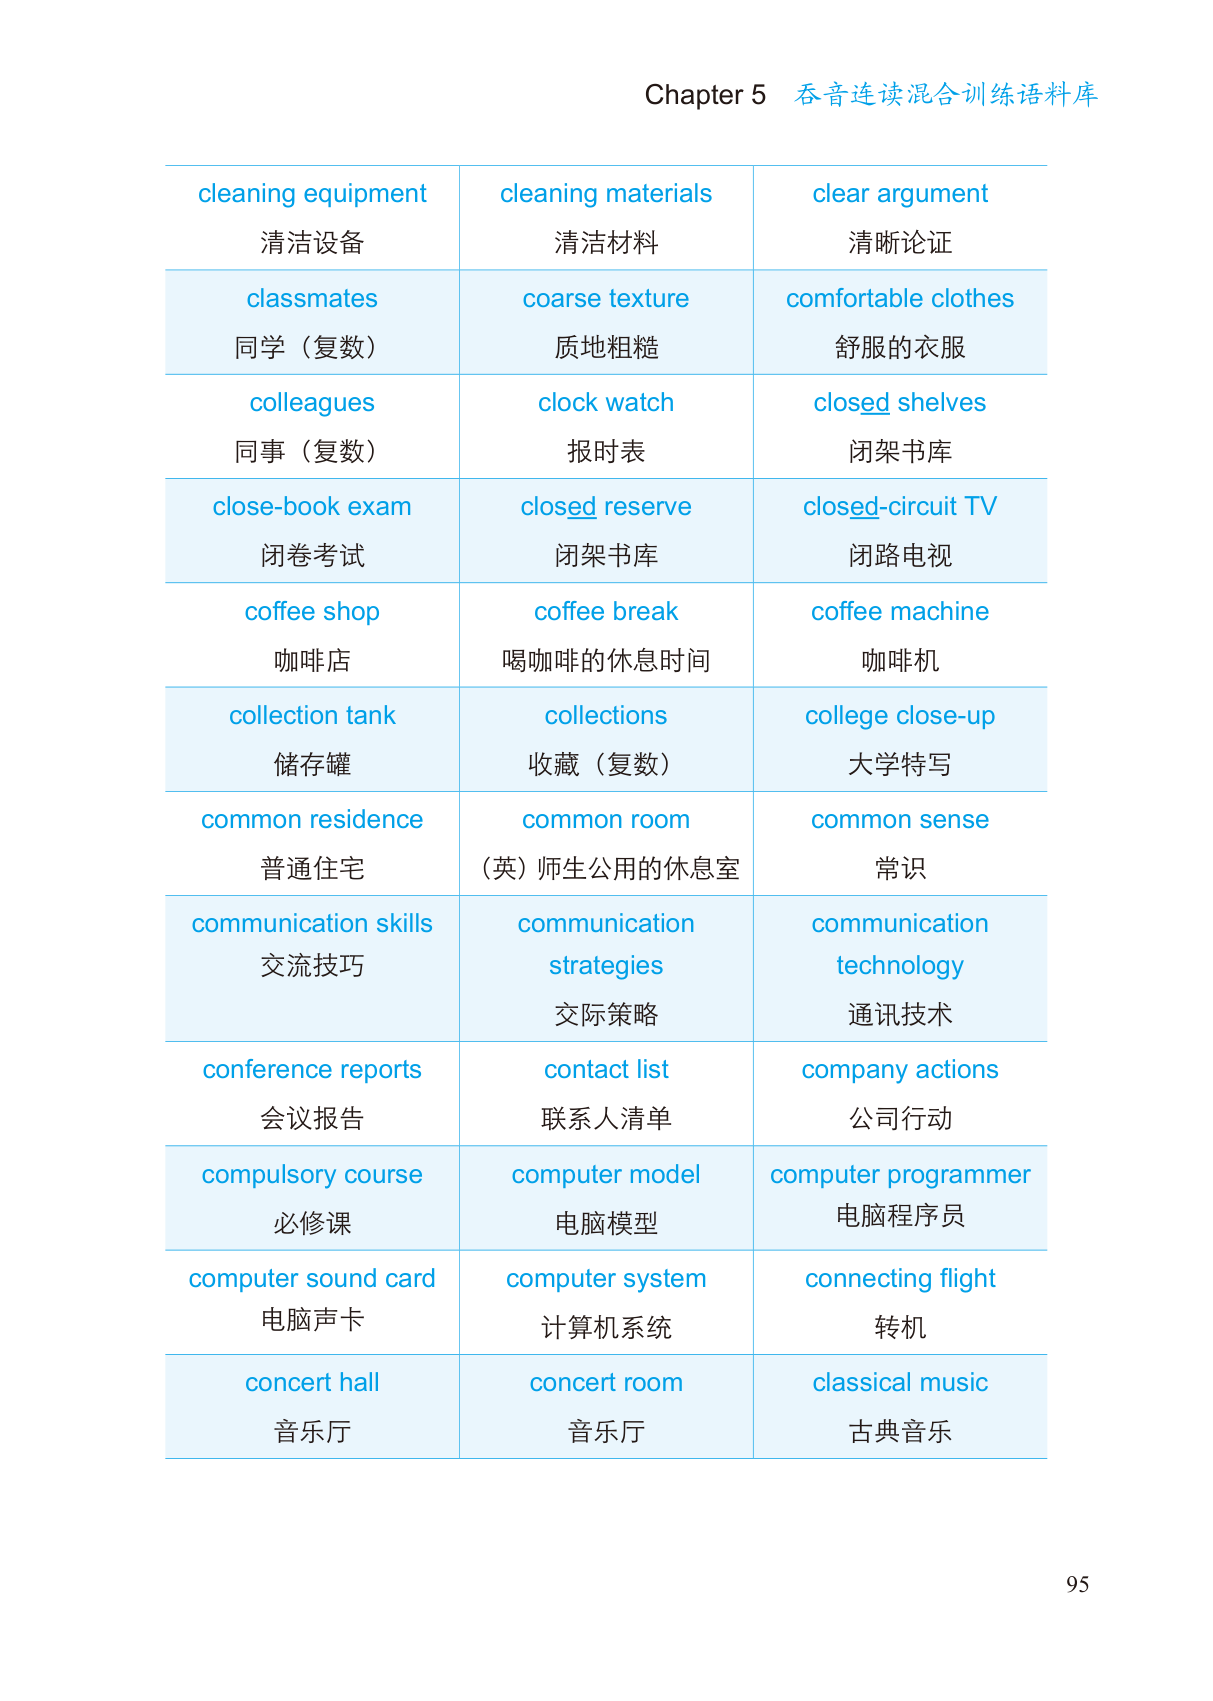 Chapter 5 吞音连读混合训练语料库
cleaning equipment
清洁设备
cleaning materials
清洁材料
clear argument
清晰论证
classmates
同学（复数）
coarse texture
质地粗糙
comfortable clothes
舒服的衣服
colleagues
同事（复数）
clock watch
报时表
closed shelves
闭架书库
close-book exam
闭卷考试
closed reserve
闭架书库
closed-circuit TV
闭路电视
coffee shop
咖啡店
coffee break
喝咖啡的休息时间
coffee machine
咖啡机
collection tank
储存罐
collections
收藏（复数）
college close-up
大学特写
common residence
普通住宅
common room
（英）师生公用的休息室
common sense
常识
communication skills
交流技巧
communication
strategies
交际策略
communication
technology
通讯技术
conference reports
会议报告
contact list
联系人清单
company actions
公司行动
compulsory course
必修课
computer model
电脑模型
computer programmer
电脑程序员
computer sound card
电脑声卡
computer system
计算机系统
connecting flight
转机
concert hall
音乐厅
concert room
音乐厅
classical music
古典音乐
95